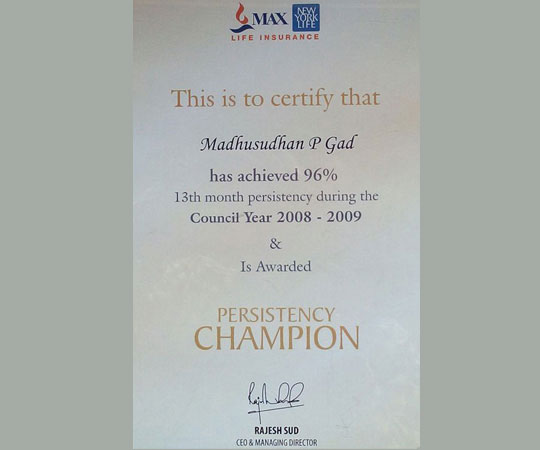 MAX
NEW
YORK
LIFE
LIFE INSURANCE
This is to certify that
Madhusudhan P Gad
has achieved 96%
13th month persistency during the
Council Year 2008 - 2009
&
Is Awarded
PERSISTENCY
CHAMPION
RAJESH SUD
CEO & MANAGING DIRECTOR